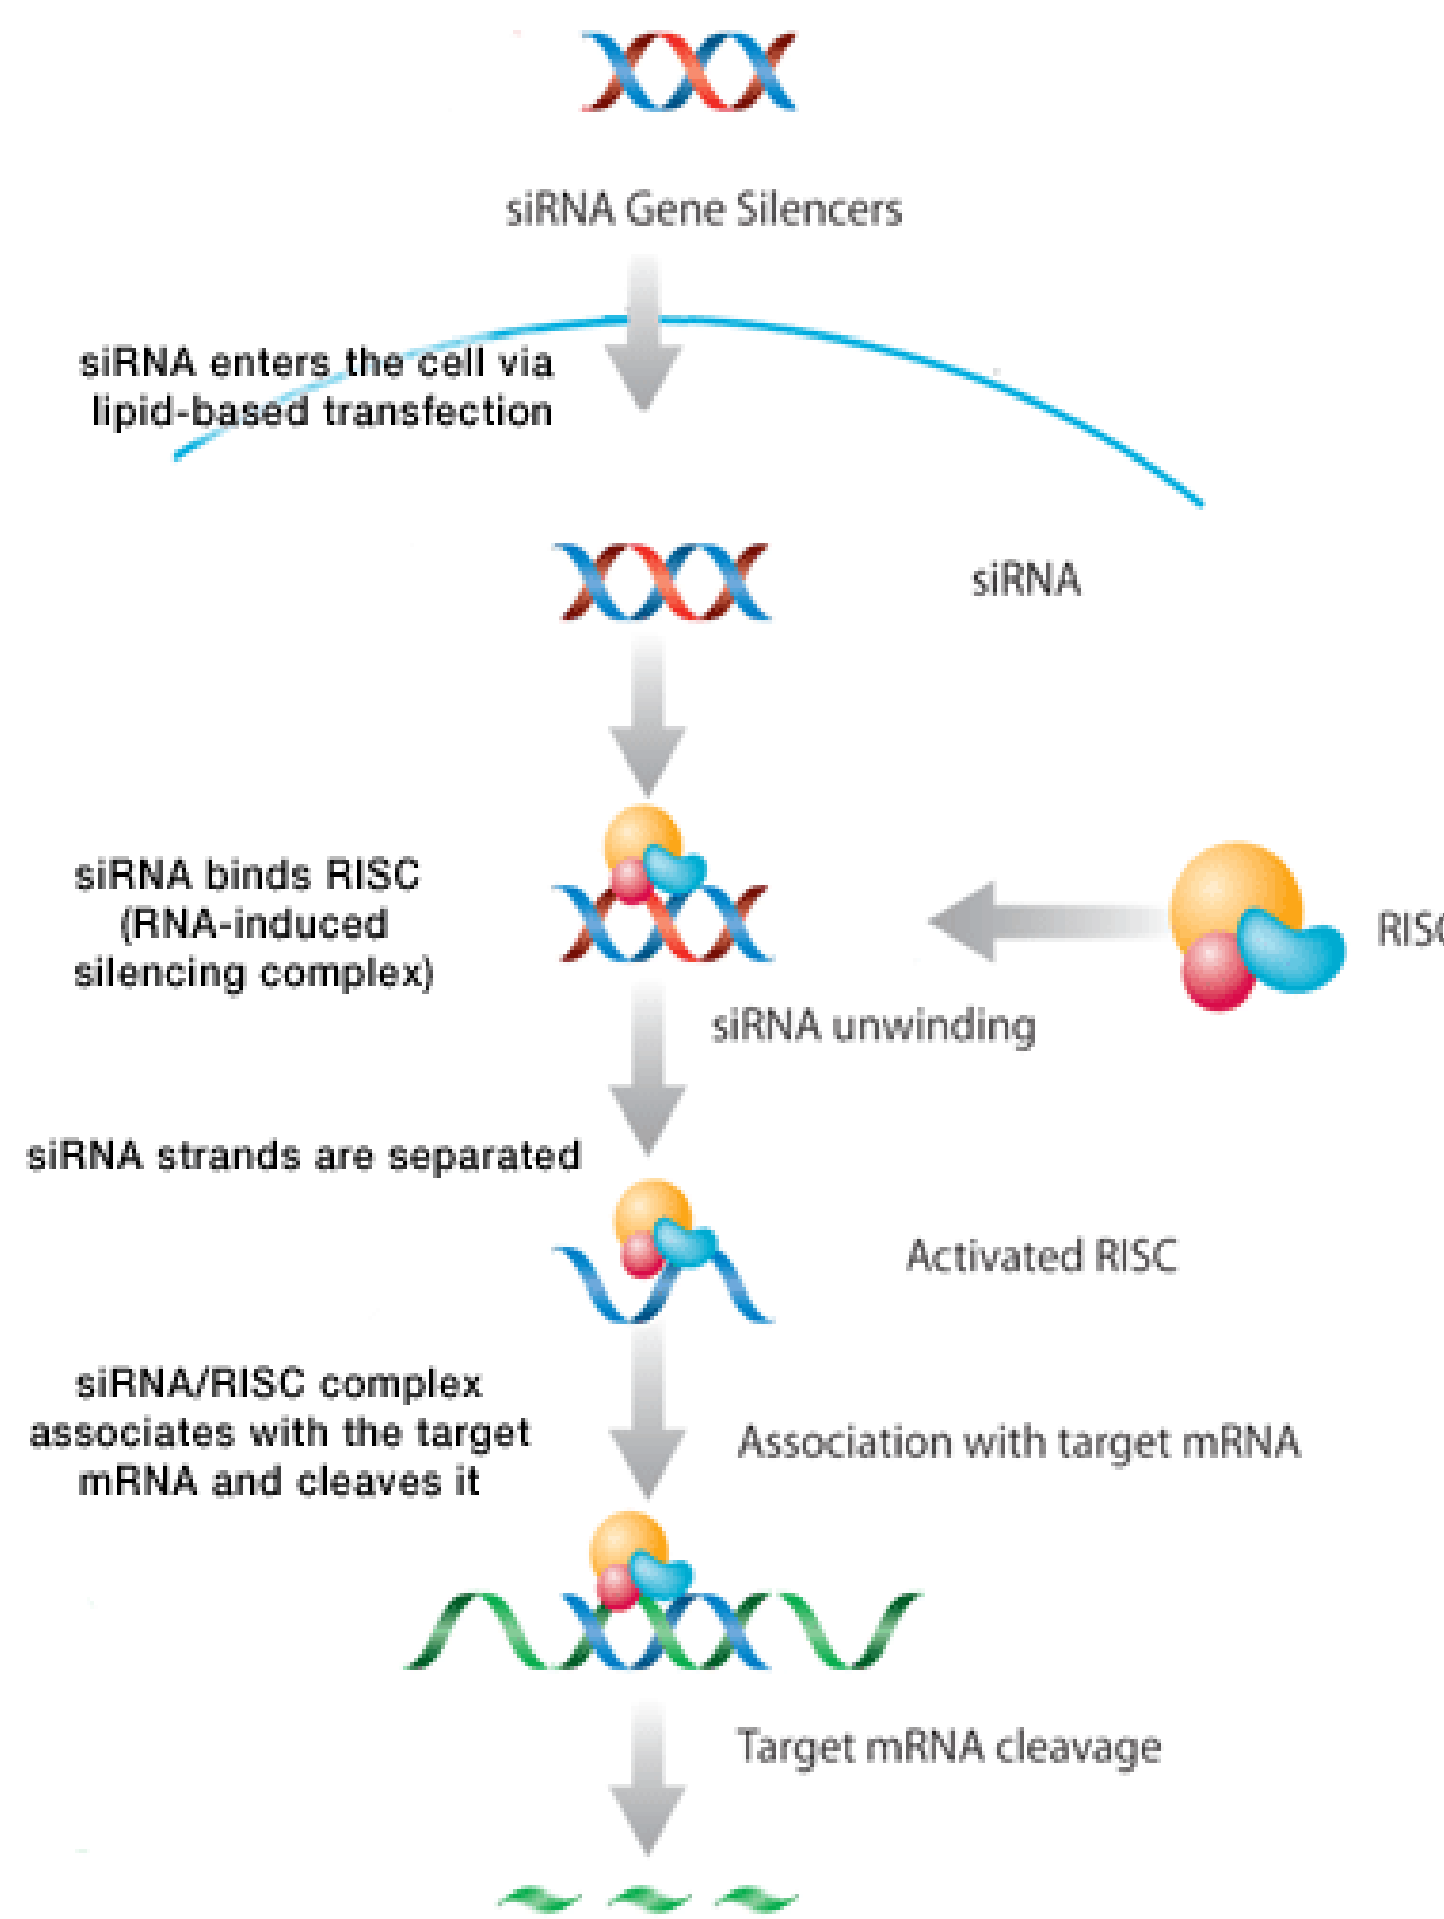 siRNA Gene Silencers
siRNA enters the cell via
lipid-based transfection
siRNA
siRNA binds RISC
(RNA-induced
silencing complex)
RISC
siRNA unwinding
siRNA strands are separated
Activated RISC
siRNA/RISC complex
associates with the target
mRNA and cleaves it
Association with target mRNA
Target mRNA cleavage